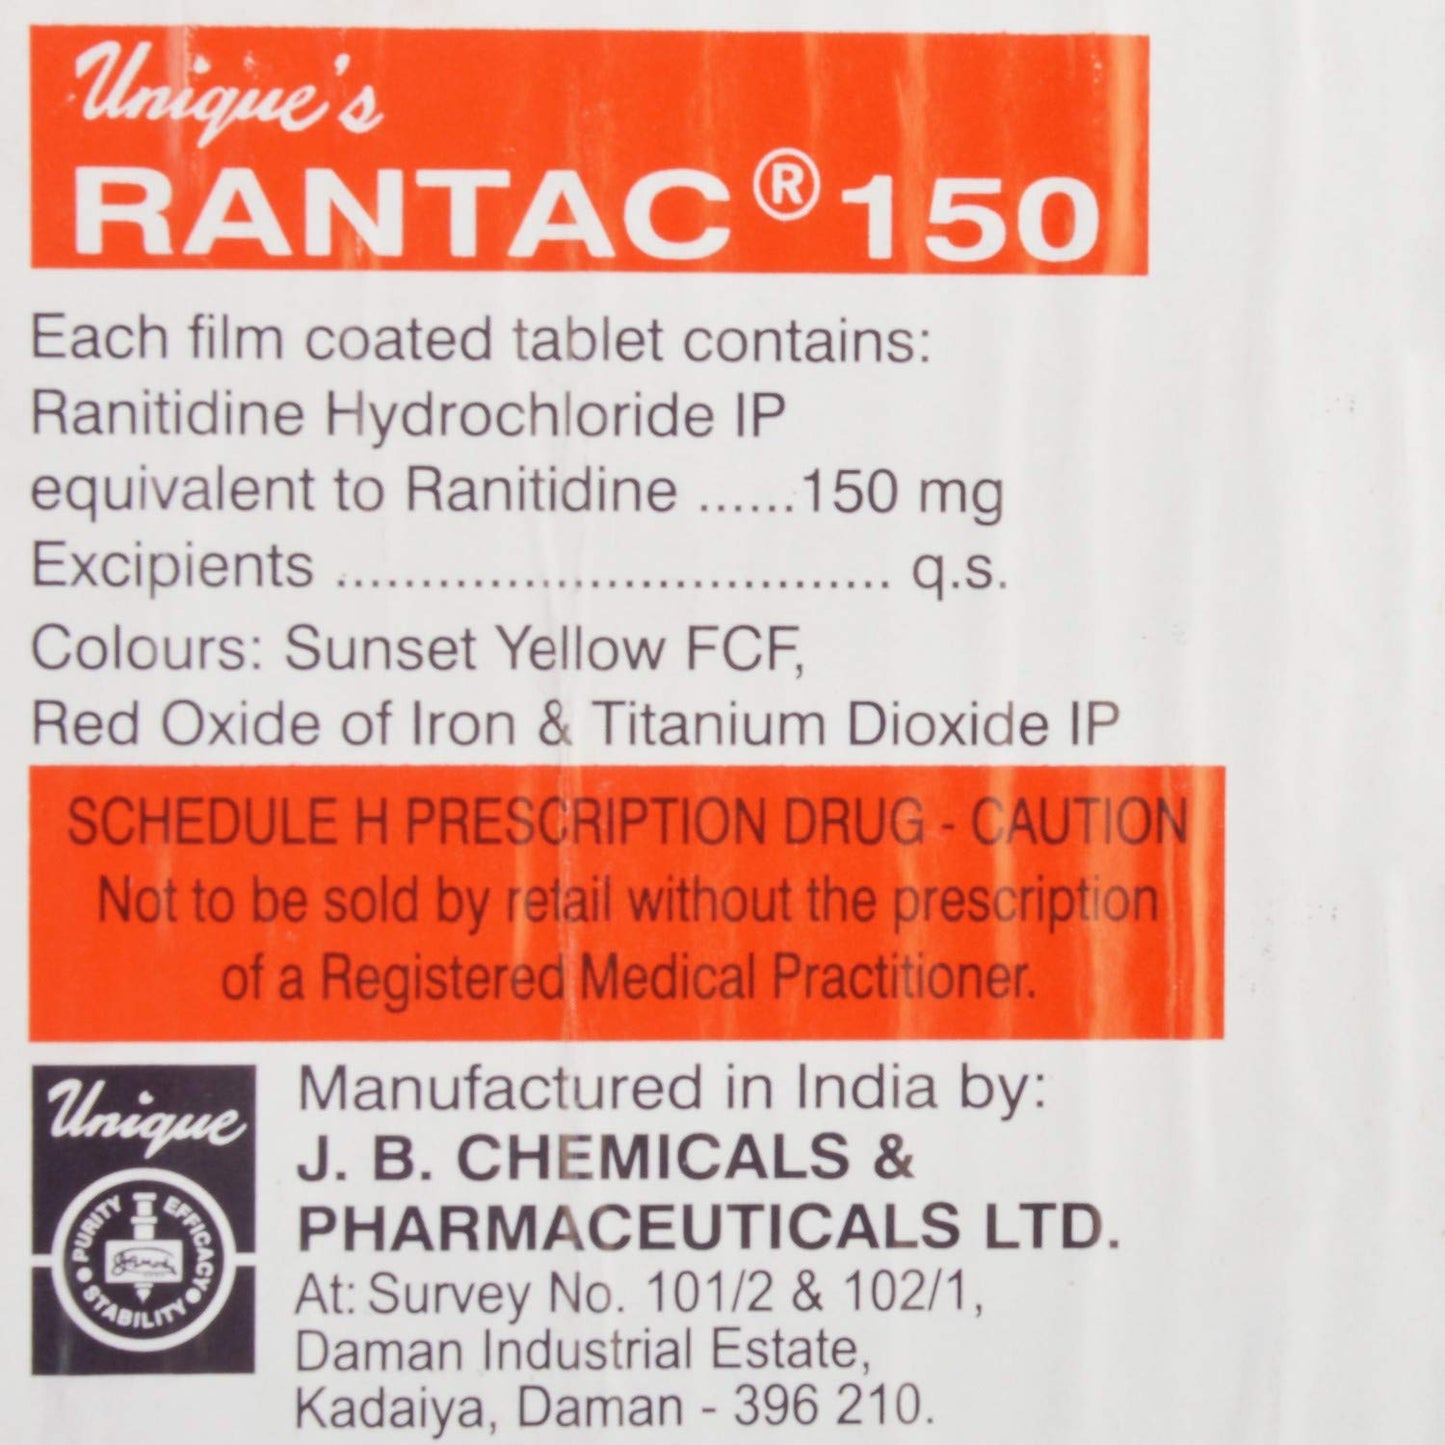 Unique's
RANTAC® 150
Each film coated tablet contains:
Ranitidine Hydrochloride IP
equivalent to Ranitidine ......150 mg
Excipients ................................. q.s.
Colours: Sunset Yellow FCF,
Red Oxide of Iron & Titanium Dioxide IP
SCHEDULE H PRESCRIPTION DRUG - CAUTION
Not to be sold by retail without the prescription
of a Registered Medical Practitioner.
Unique
PURITY EFFICACY
STABILITY
Manufactured in India by:
J. B. CHEMICALS &
PHARMACEUTICALS LTD.
At: Survey No. 101/2 & 102/1,
Daman Industrial Estate,
Kadaiya, Daman - 396 210.